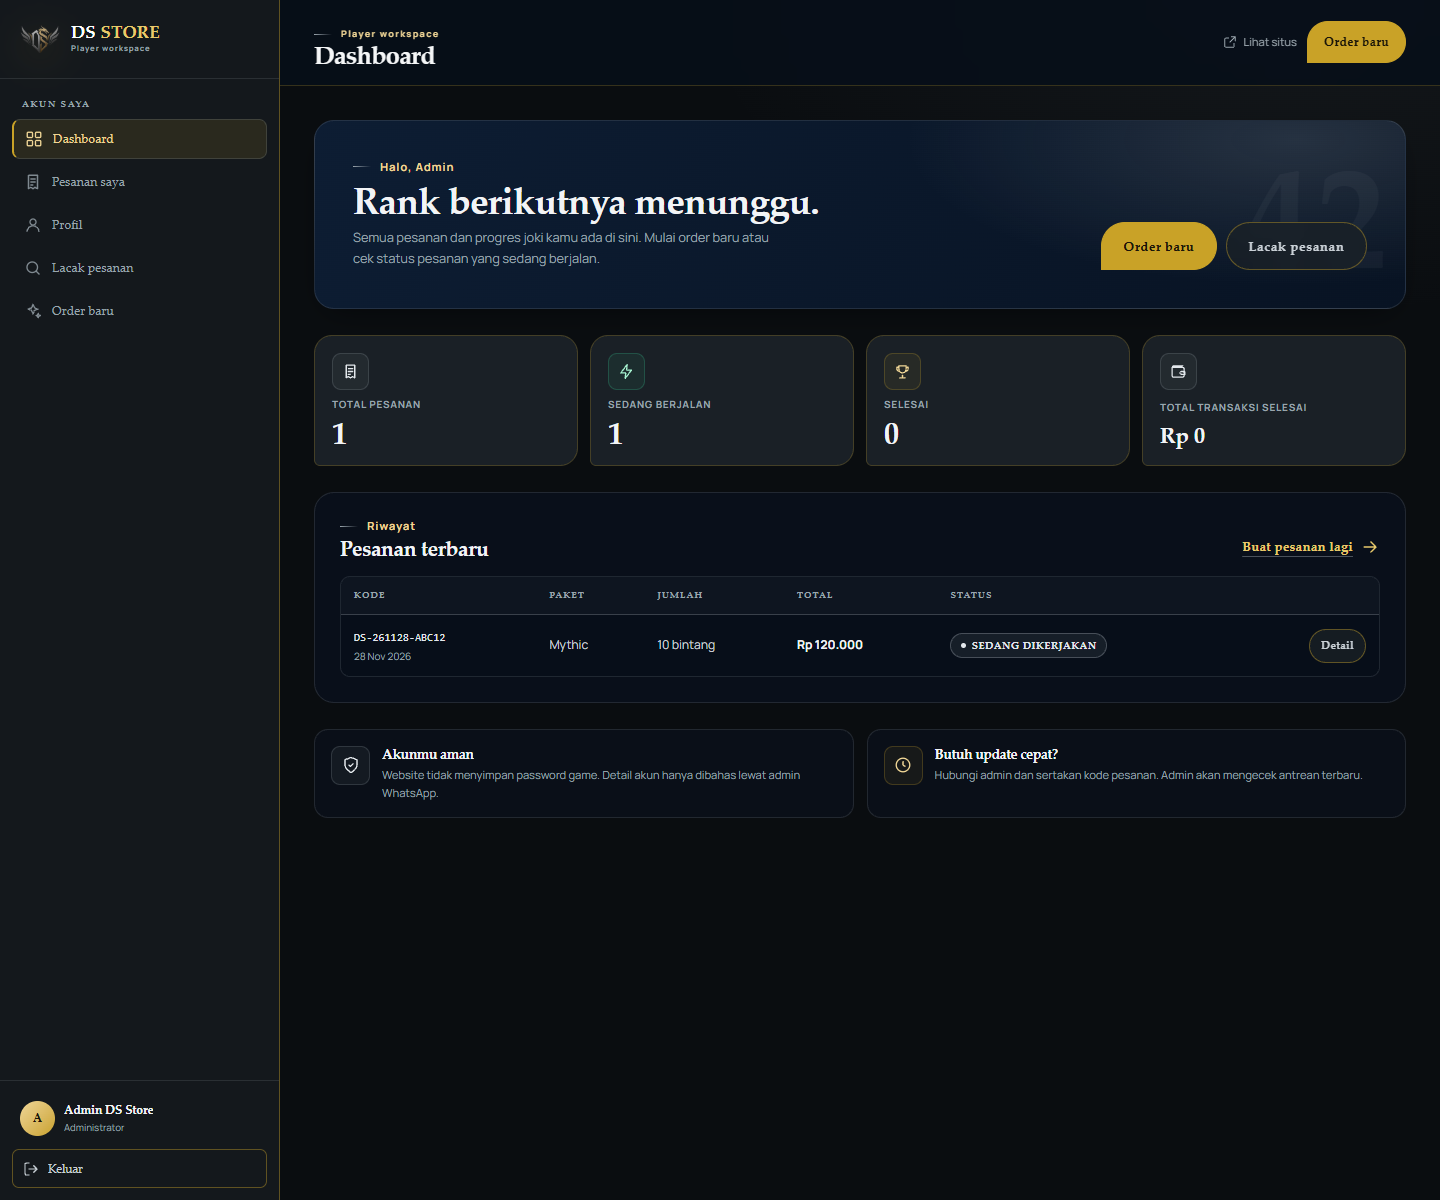 DS STORE
Player workspace
AKUN SAYA
Dashboard
Pesanan saya
Profil
Lacak pesanan
Order baru
Admin DS Store
Administrator
A
Keluar
Player workspace
Dashboard
Lihat situs
Order baru
Halo, Admin
Rank berikutnya menunggu.
Semua pesanan dan progres joki kamu ada di sini. Mulai order baru atau
cek status pesanan yang sedang berjalan.
42
Order baru
Lacak pesanan
TOTAL PESANAN
1
SEDANG BERJALAN
1
SELESAI
0
TOTAL TRANSAKSI SELESAI
Rp 0
Riwayat
Pesanan terbaru
Buat pesanan lagi
KODE PAKET JUMLAH TOTAL STATUS
DS-261128-ABC12 Mythic 10 bintang Rp 120.000 SEDANG DIKERJAKAN Detail
28 Nov 2026
Akunmu aman
Website tidak menyimpan password game. Detail akun hanya dibahas lewat admin
WhatsApp.
Butuh update cepat?
Hubungi admin dan sertakan kode pesanan. Admin akan mengecek antrean terbaru.